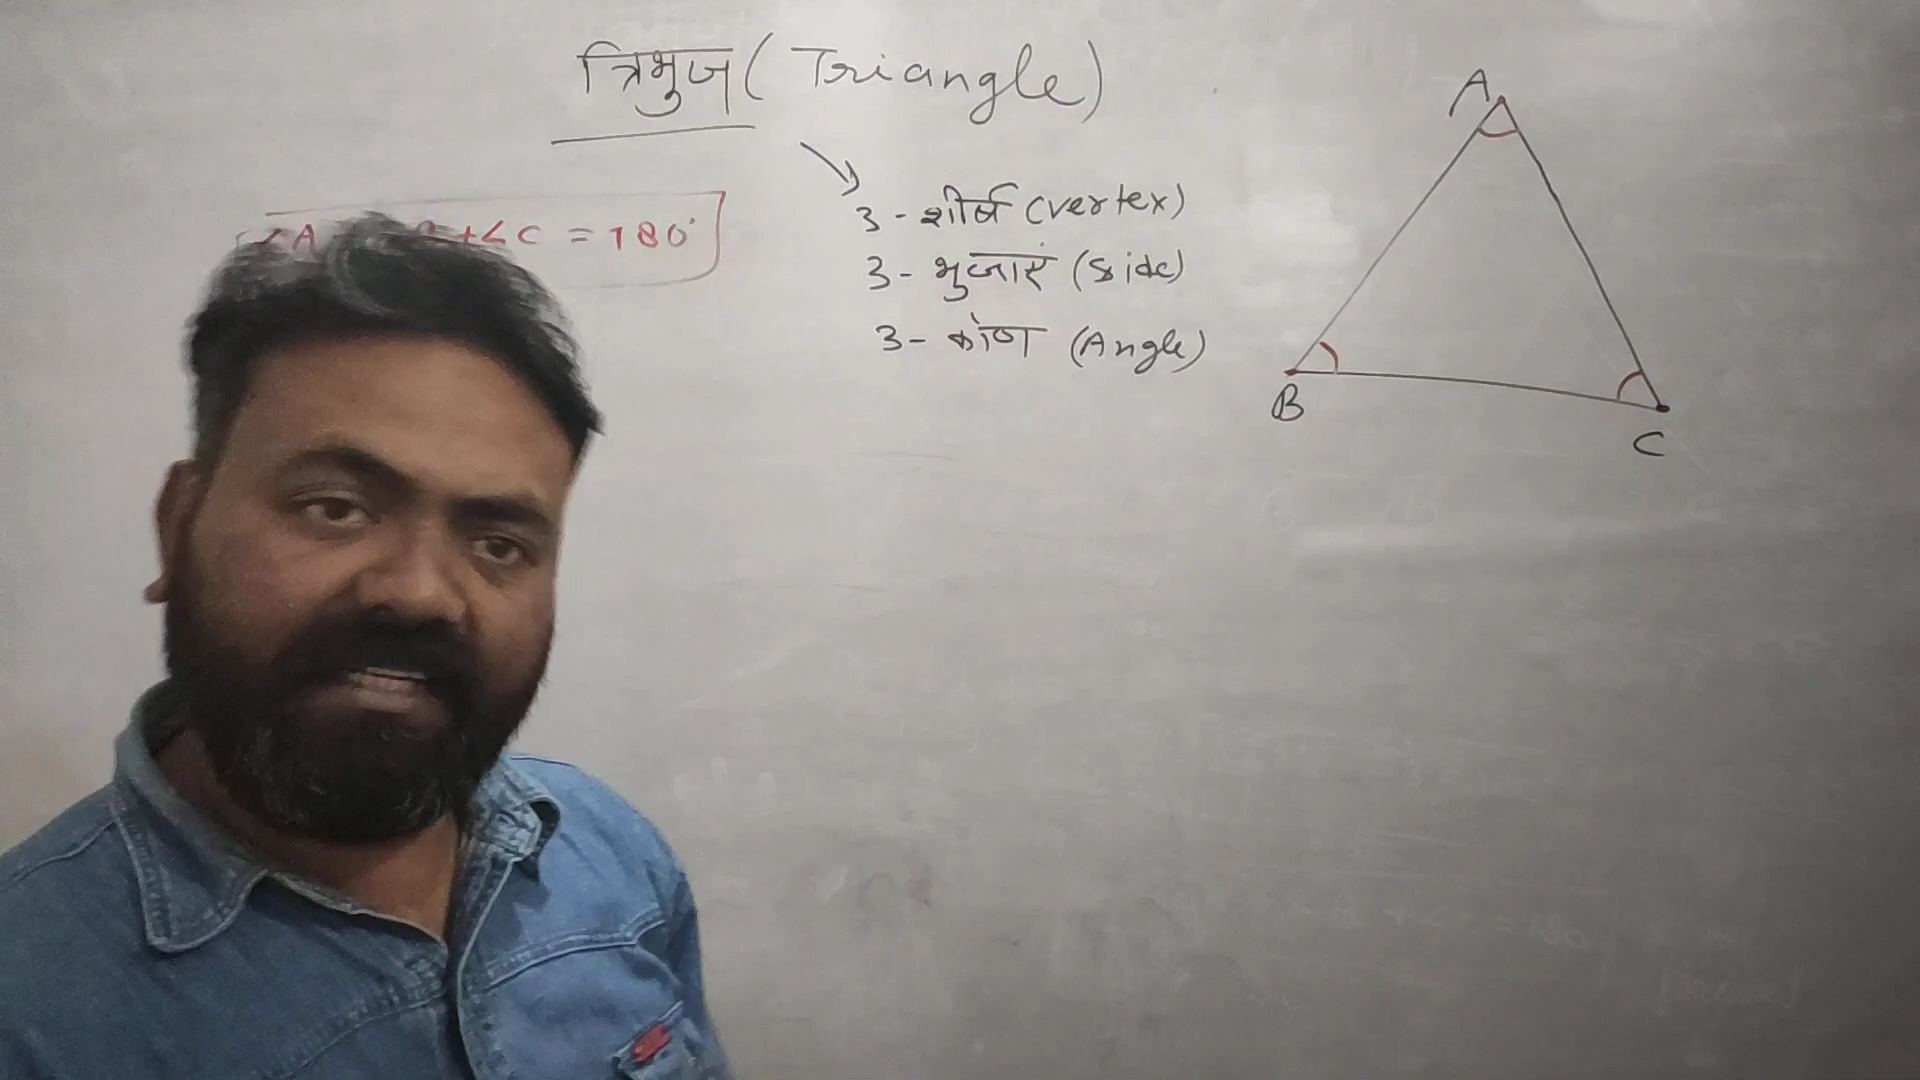 त्रिभुज (Triangle)
∠A + ∠B + ∠C = 180°
3 - शीर्ष (vertex)
3 - भुजाएं (Side)
3 - कोण (Angle)
A
B
C